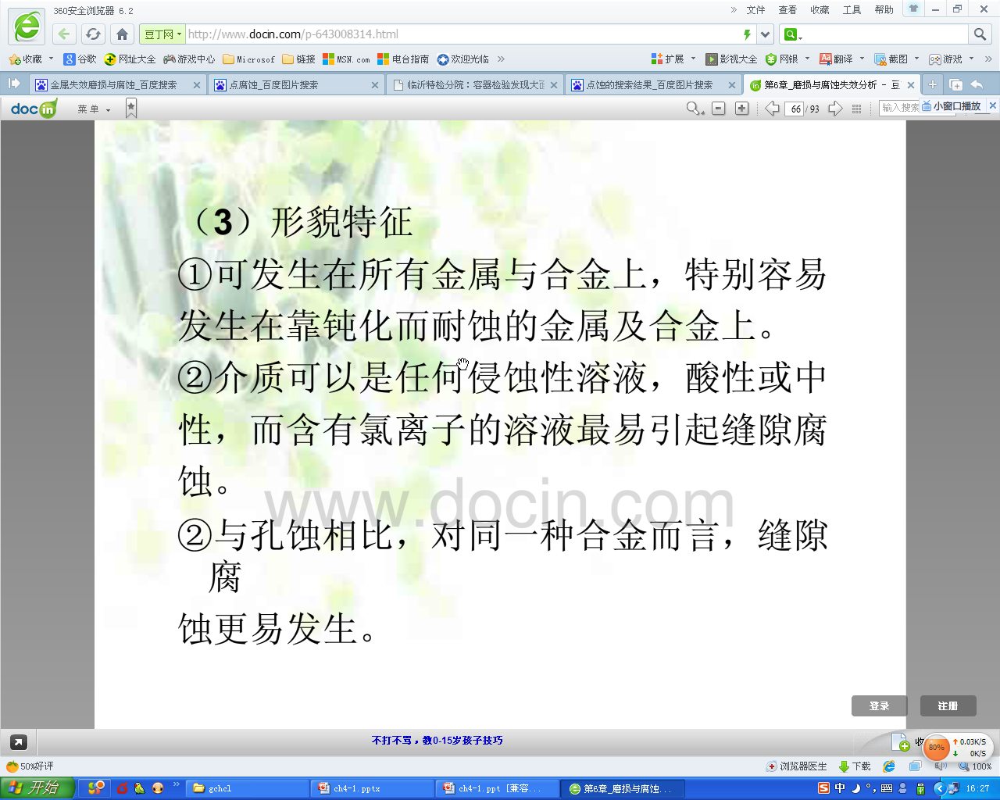 360安全浏览器 6.2
» 文件 查看 收藏 工具 帮助
豆丁网 http://www.docin.com/p-643008314.html
收藏 谷歌 网址大全 游戏中心 Microsof 链接 MSN.com 电台指南 欢迎光临 » 扩展 影视大全 网银 翻译 截图 游戏 »
金属失效磨损与腐蚀_百度搜索 点腐蚀_百度图片搜索 临沂特检分院：容器检验发现大面 点蚀的搜索结果_百度图片搜索 第6章_磨损与腐蚀失效分析 - 豆
docin 菜单 66 / 93 输入搜索 小窗口播放
（3）形貌特征
①可发生在所有金属与合金上，特别容易
发生在靠钝化而耐蚀的金属及合金上。
②介质可以是任何侵蚀性溶液，酸性或中
性，而含有氯离子的溶液最易引起缝隙腐
蚀。
www.docin.com
②与孔蚀相比，对同一种合金而言，缝隙
腐
蚀更易发生。
登录 注册
不打不骂，教0-15岁孩子技巧
收
80% 0.03K/S
0K/S
50%好评 浏览器医生 下载 100%
开始 » gchcl ch4-1.pptx ch4-1.ppt [兼容... 第6章_磨损与腐蚀... 中 16:27